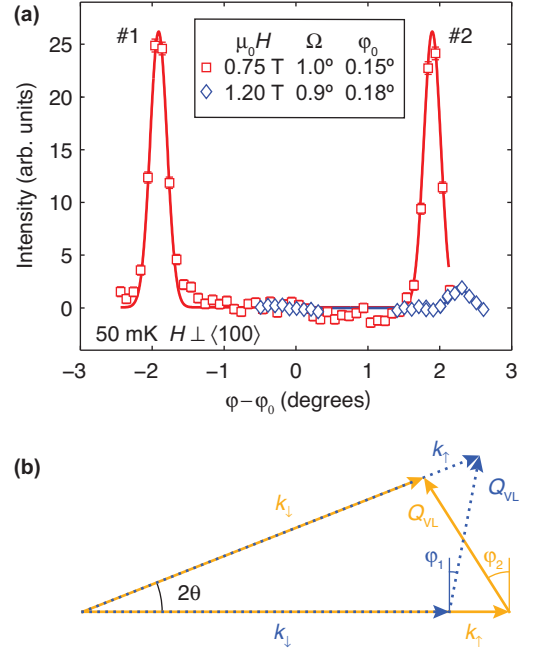 (a)
#1
#2
μ₀H Ω φ₀
0.75 T 1.0º 0.15º
1.20 T 0.9º 0.18º
Intensity (arb. units)
25
20
15
10
5
0
50 mK H ⊥ ⟨100⟩
−3 −2 −1 0 1 2 3
φ−φ₀ (degrees)
(b)
k↑
k↓
Q_VL
Q_VL
φ₁
φ₂
2θ
k↓
k↑